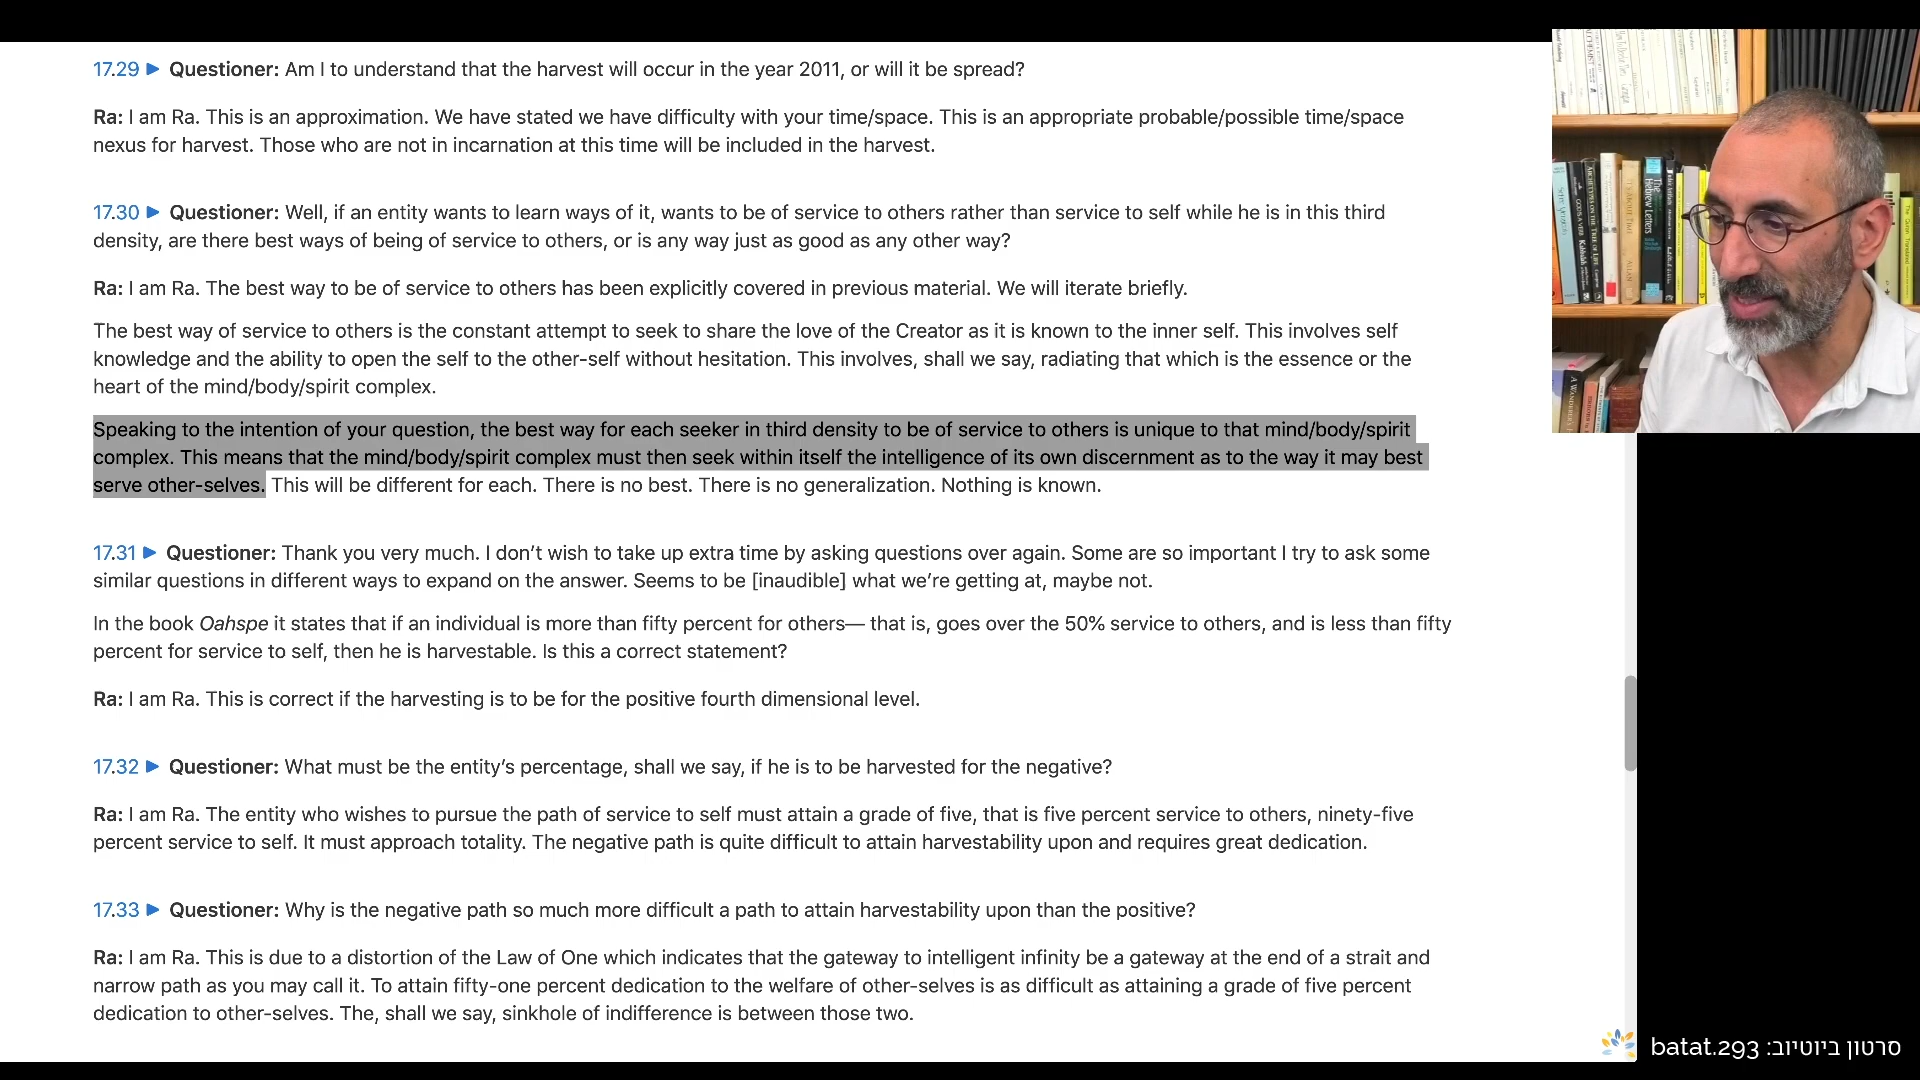 17.29 ▶ Questioner: Am I to understand that the harvest will occur in the year 2011, or will it be spread?
Ra: I am Ra. This is an approximation. We have stated we have difficulty with your time/space. This is an appropriate probable/possible time/space
nexus for harvest. Those who are not in incarnation at this time will be included in the harvest.
17.30 ▶ Questioner: Well, if an entity wants to learn ways of it, wants to be of service to others rather than service to self while he is in this third
density, are there best ways of being of service to others, or is any way just as good as any other way?
Ra: I am Ra. The best way to be of service to others has been explicitly covered in previous material. We will iterate briefly.
The best way of service to others is the constant attempt to seek to share the love of the Creator as it is known to the inner self. This involves self
knowledge and the ability to open the self to the other-self without hesitation. This involves, shall we say, radiating that which is the essence or the
heart of the mind/body/spirit complex.
Speaking to the intention of your question, the best way for each seeker in third density to be of service to others is unique to that mind/body/spirit
complex. This means that the mind/body/spirit complex must then seek within itself the intelligence of its own discernment as to the way it may best
serve other-selves. This will be different for each. There is no best. There is no generalization. Nothing is known.
17.31 ▶ Questioner: Thank you very much. I don’t wish to take up extra time by asking questions over again. Some are so important I try to ask some
similar questions in different ways to expand on the answer. Seems to be [inaudible] what we’re getting at, maybe not.
In the book Oahspe it states that if an individual is more than fifty percent for others— that is, goes over the 50% service to others, and is less than fifty
percent for service to self, then he is harvestable. Is this a correct statement?
Ra: I am Ra. This is correct if the harvesting is to be for the positive fourth dimensional level.
17.32 ▶ Questioner: What must be the entity’s percentage, shall we say, if he is to be harvested for the negative?
Ra: I am Ra. The entity who wishes to pursue the path of service to self must attain a grade of five, that is five percent service to others, ninety-five
percent service to self. It must approach totality. The negative path is quite difficult to attain harvestability upon and requires great dedication.
17.33 ▶ Questioner: Why is the negative path so much more difficult a path to attain harvestability upon than the positive?
Ra: I am Ra. This is due to a distortion of the Law of One which indicates that the gateway to intelligent infinity be a gateway at the end of a strait and
narrow path as you may call it. To attain fifty-one percent dedication to the welfare of other-selves is as difficult as attaining a grade of five percent
dedication to other-selves. The, shall we say, sinkhole of indifference is between those two.
The Hebrew Letters
סרטון ביוטיוב: batat.293